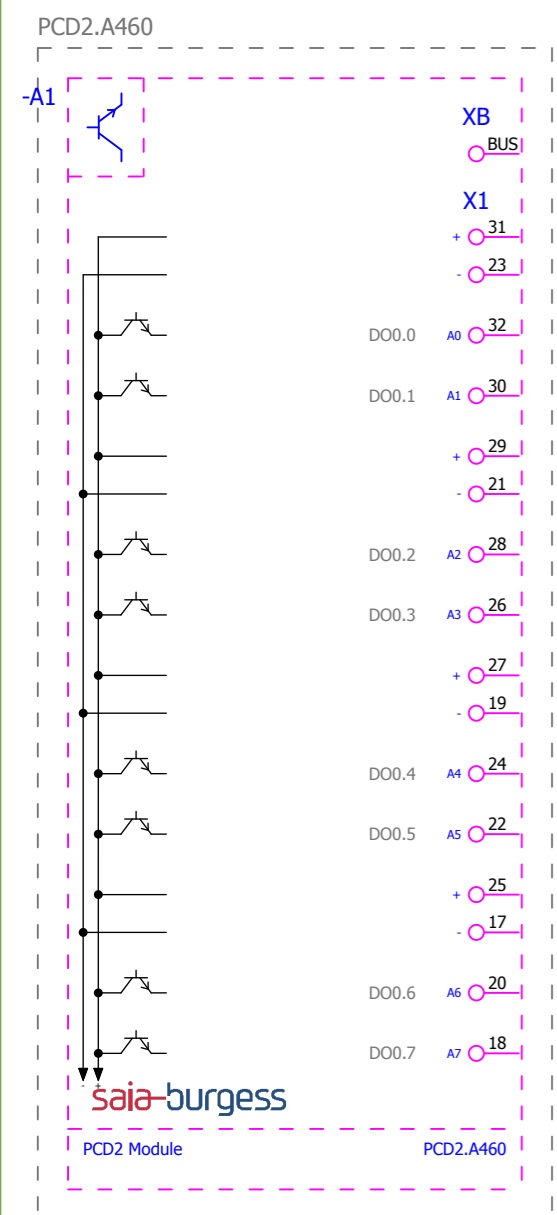 PCD2.A460
-A1
XB
BUS
X1
+ 31
- 23
DO0.0 A0 32
DO0.1 A1 30
+ 29
- 21
DO0.2 A2 28
DO0.3 A3 26
+ 27
- 19
DO0.4 A4 24
DO0.5 A5 22
+ 25
- 17
DO0.6 A6 20
DO0.7 A7 18
- +
saia-burgess
PCD2 Module PCD2.A460